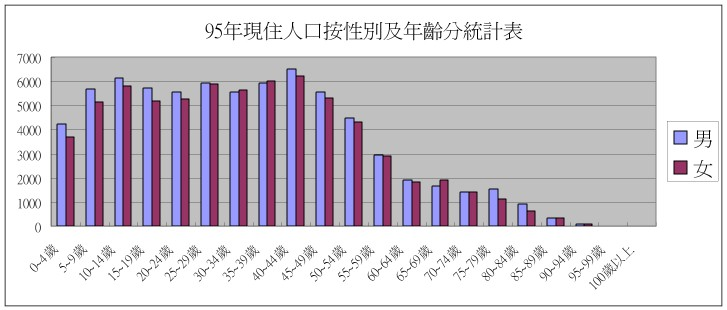 95年現住人口按性別及年齡分統計表
7000
6000
5000
4000
3000
2000
1000
0
0~4歲
5~9歲
10~14歲
15~19歲
20~24歲
25~29歲
30~34歲
35~39歲
40~44歲
45~49歲
50~54歲
55~59歲
60~64歲
65~69歲
70~74歲
75~79歲
80~84歲
85~89歲
90~94歲
95~99歲
100歲以上
男
女